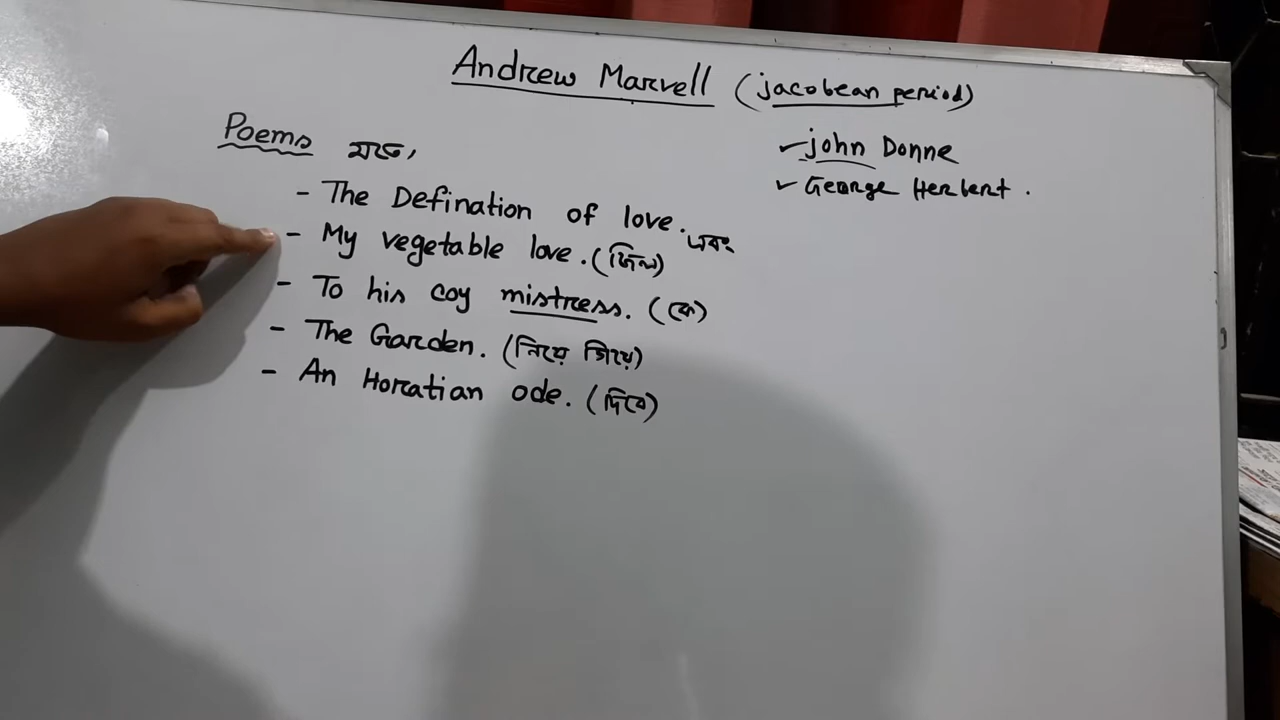 Andrew Marvell (jacobean period)
Poems মতে,
✓ john Donne
✓ George Herbert.
- The Defination of love. এবং
- My vegetable love. (জিনিস)
- To his coy mistress. (কে)
- The Garden. (নিয়ে গিয়ে)
- An Horatian ode. (দিবে)